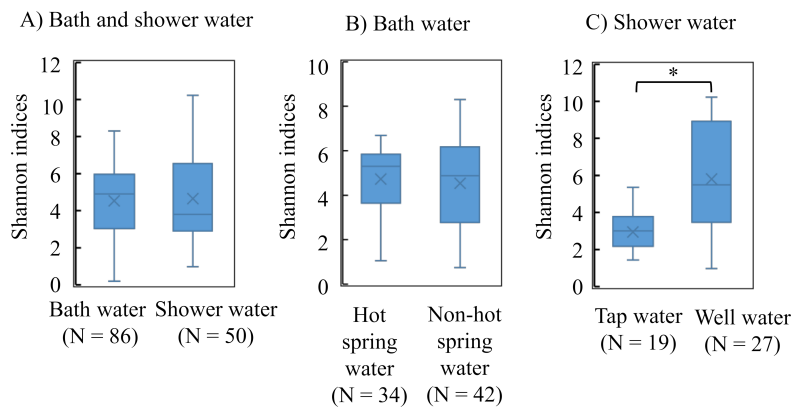 A) Bath and shower water
B) Bath water
C) Shower water
Shannon indices
12
10
8
6
4
2
0
Bath water Shower water
(N = 86) (N = 50)
Shannon indices
10
8
6
4
2
0
Hot Non-hot
spring spring
water water
(N = 34) (N = 42)
Shannon indices
12
10
8
6
4
2
0
*
Tap water Well water
(N = 19) (N = 27)